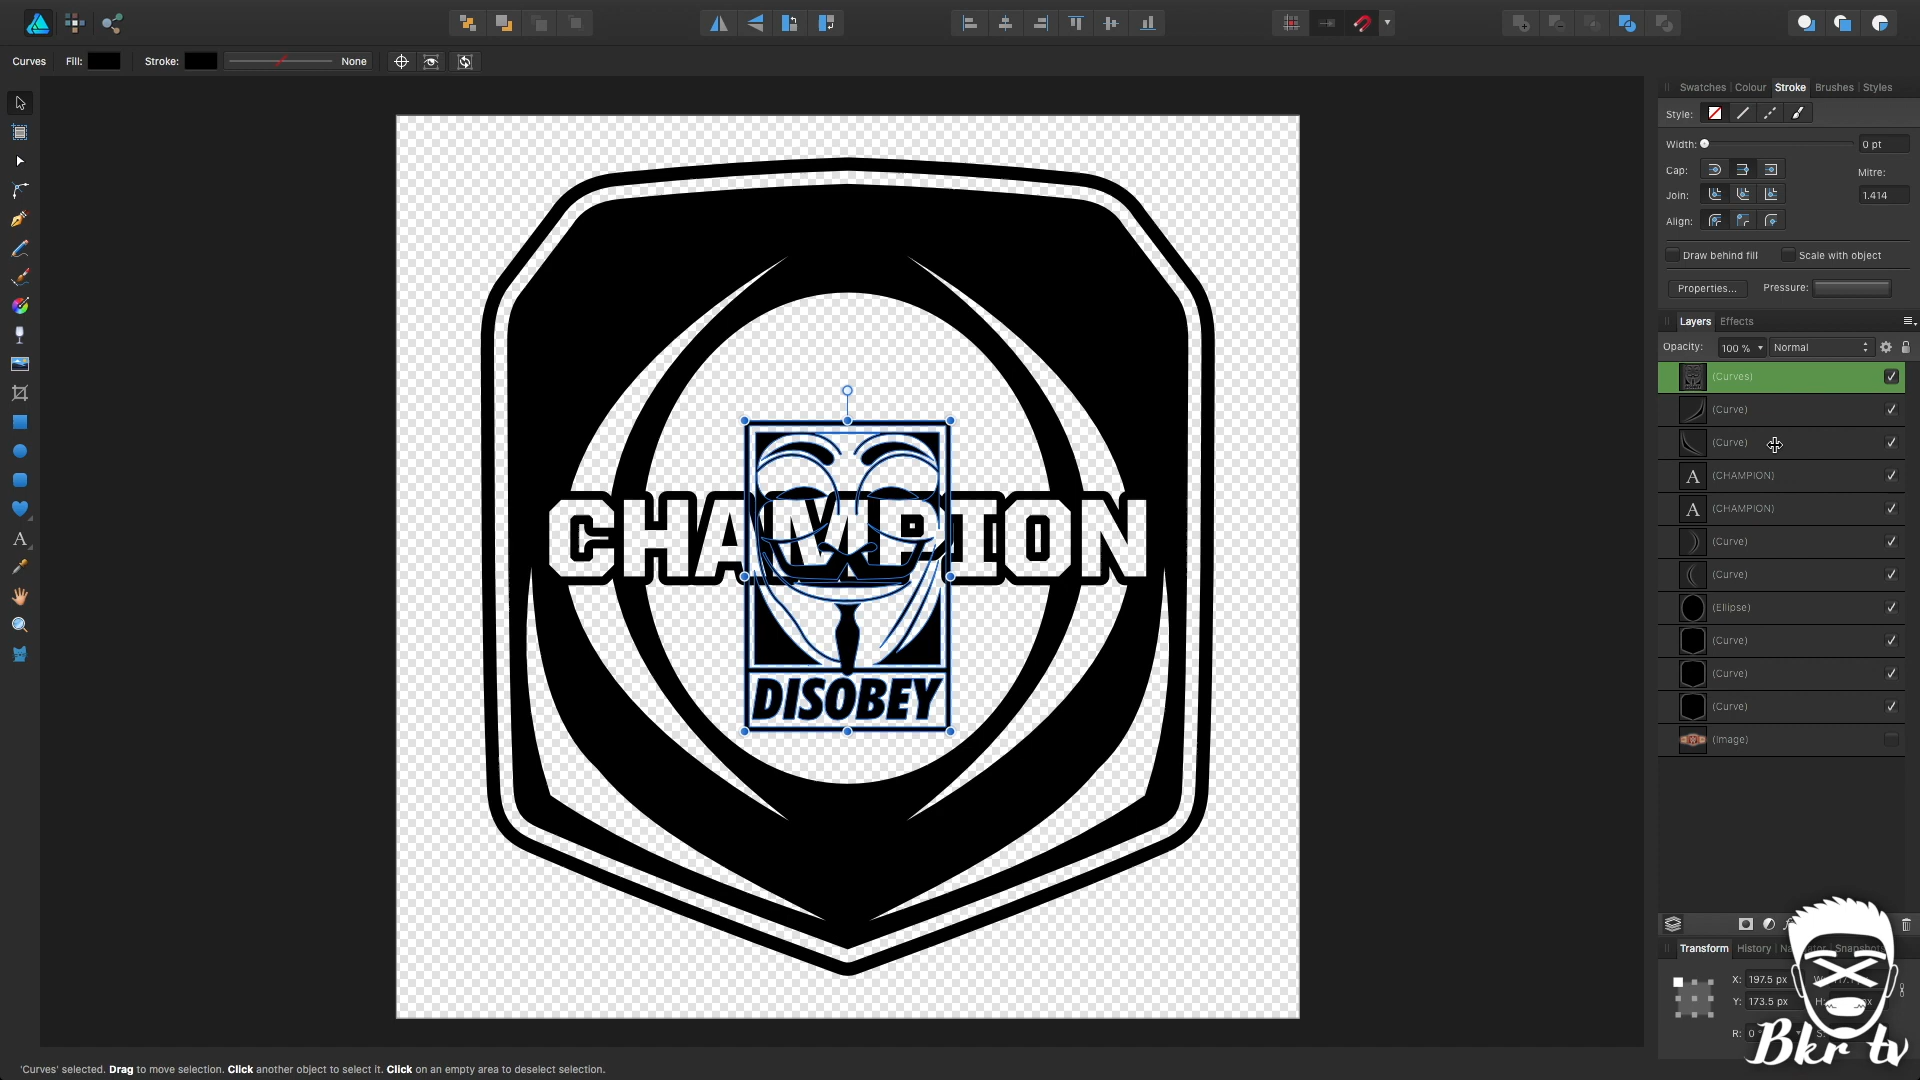 Curves Fill: Stroke: None
Swatches Colour Stroke Brushes Styles
Style:
Width: 0 pt
Cap: Mitre:
Join: 1.414
Align:
Draw behind fill Scale with object
Properties... Pressure:
Layers Effects
Opacity: 100 % Normal
(Curves)
(Curve)
(Curve)
(CHAMPION)
(CHAMPION)
(Curve)
(Curve)
(Ellipse)
(Curve)
(Curve)
(Curve)
(Image)
CHAMPION
DISOBEY
Transform History
X: 197.5 px
Y: 173.5 px
R: 0
Bkr tv
'Curves' selected. Drag to move selection. Click another object to select it. Click on an empty area to deselect selection.